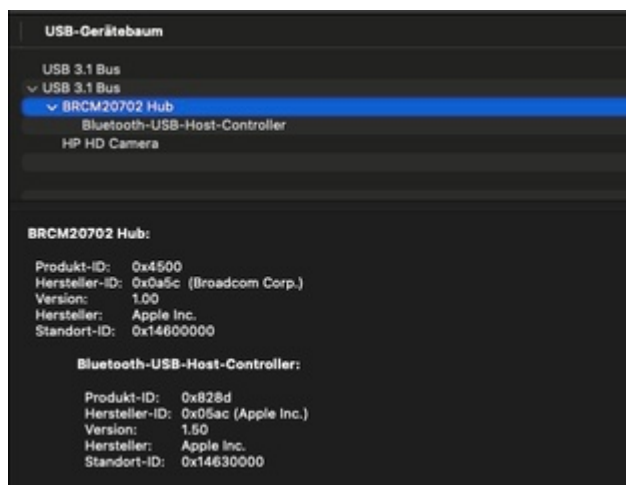 USB-Gerätebaum
USB 3.1 Bus
USB 3.1 Bus
BRCM20702 Hub
Bluetooth-USB-Host-Controller
HP HD Camera
BRCM20702 Hub:
Produkt-ID: 0x4500
Hersteller-ID: 0x0a5c (Broadcom Corp.)
Version: 1.00
Hersteller: Apple Inc.
Standort-ID: 0x14600000
Bluetooth-USB-Host-Controller:
Produkt-ID: 0x828d
Hersteller-ID: 0x05ac (Apple Inc.)
Version: 1.50
Hersteller: Apple Inc.
Standort-ID: 0x14630000